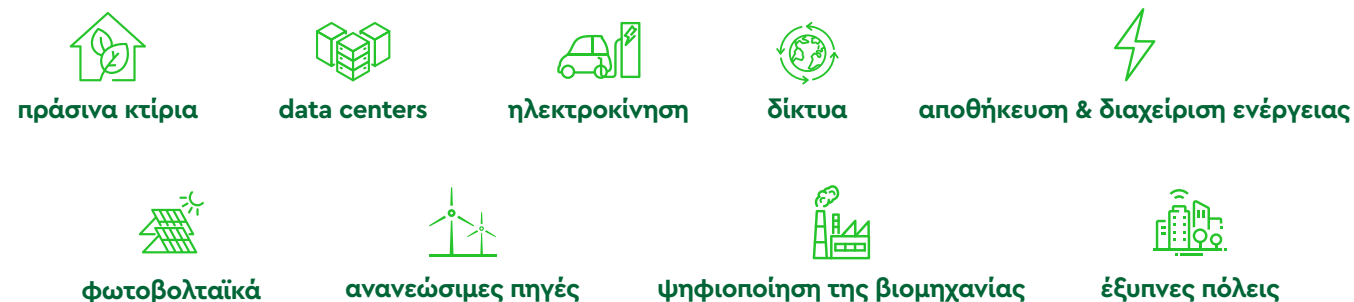 πράσινα κτίρια
data centers
ηλεκτροκίνηση
δίκτυα
αποθήκευση & διαχείριση ενέργειας
φωτοβολταϊκά
ανανεώσιμες πηγές
ψηφιοποίηση της βιομηχανίας
έξυπνες πόλεις